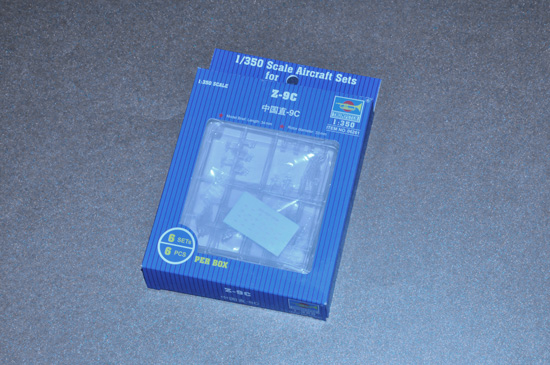 1/350 Scale Aircraft Sets
for
1:350 SCALE
Z-9C
中国直-9C
1:350
6 SETS
6 PCS
PER BOX
Z-9C